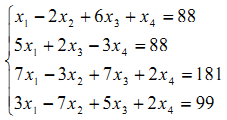 x₁ - 2x₂ + 6x₃ + x₄ = 88
5x₁ + 2x₃ - 3x₄ = 88
7x₁ - 3x₂ + 7x₃ + 2x₄ = 181
3x₁ - 7x₂ + 5x₃ + 2x₄ = 99